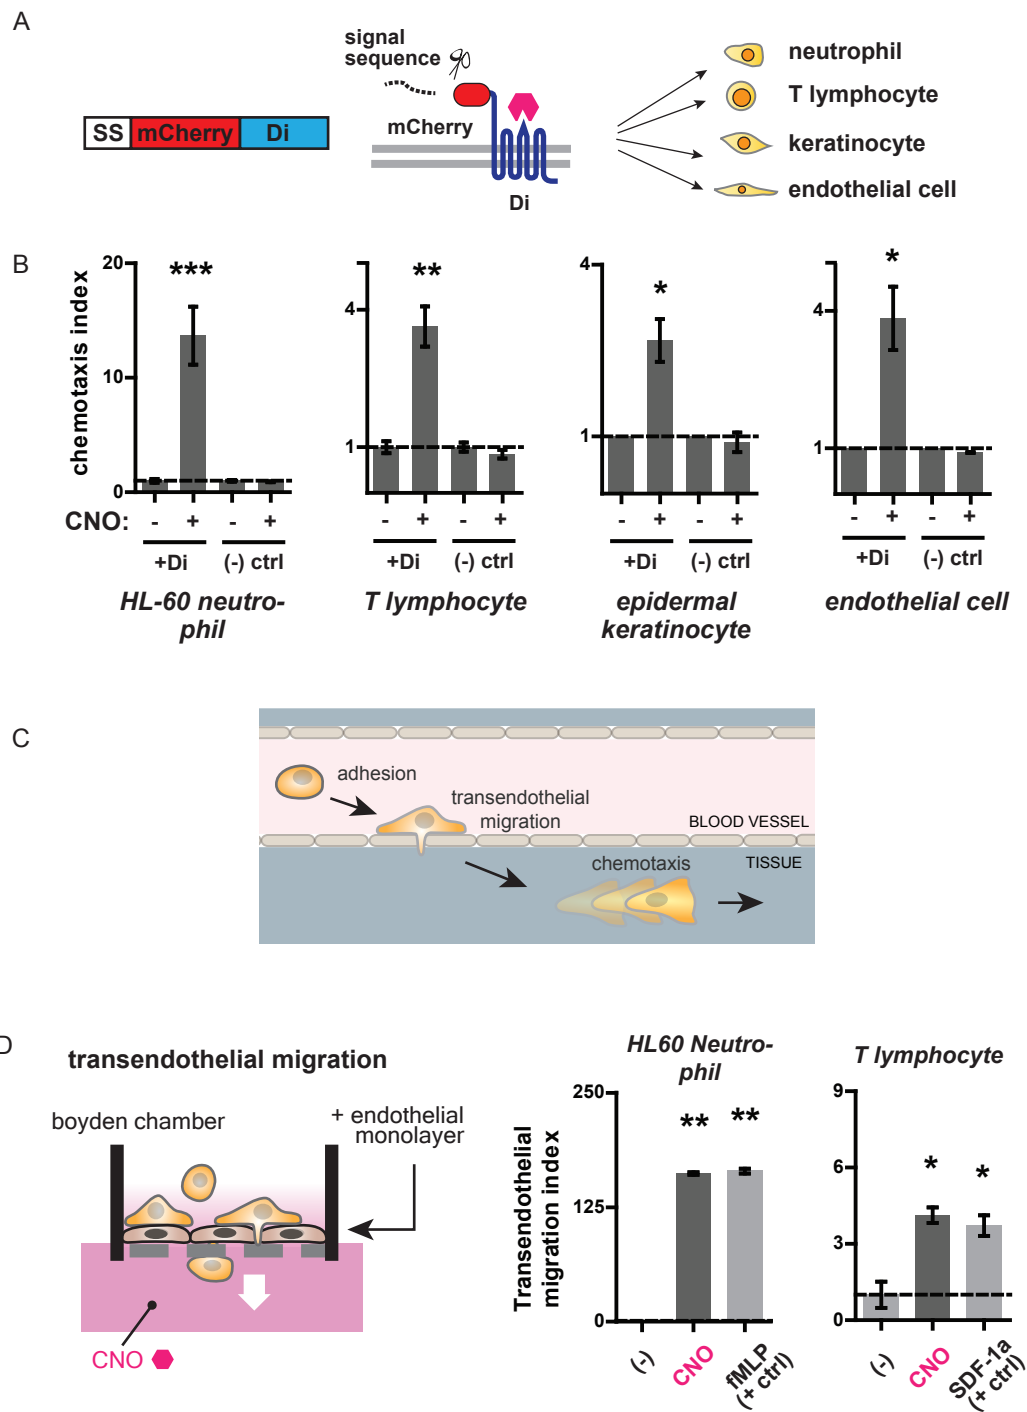 A
signal
sequence
SS mCherry Di
mCherry
Di
neutrophil
T lymphocyte
keratinocyte
endothelial cell
B
chemotaxis index
20
10
0
***
CNO: - + - +
+Di (-) ctrl
HL-60 neutro-
phil
4
1
**
- + - +
+Di (-) ctrl
T lymphocyte
4
1
*
- + - +
+Di (-) ctrl
epidermal
keratinocyte
4
1
*
- + - +
+Di (-) ctrl
endothelial cell
C
adhesion
transendothelial
migration
BLOOD VESSEL
chemotaxis
TISSUE
D
transendothelial migration
boyden chamber
+ endothelial
monolayer
CNO
HL60 Neutro-
phil
Transendothelial
migration index
250
125
0
** **
(-)
CNO
fMLP
(+ ctrl)
T lymphocyte
9
6
3
0
* *
(-)
CNO
SDF-1a
(+ ctrl)